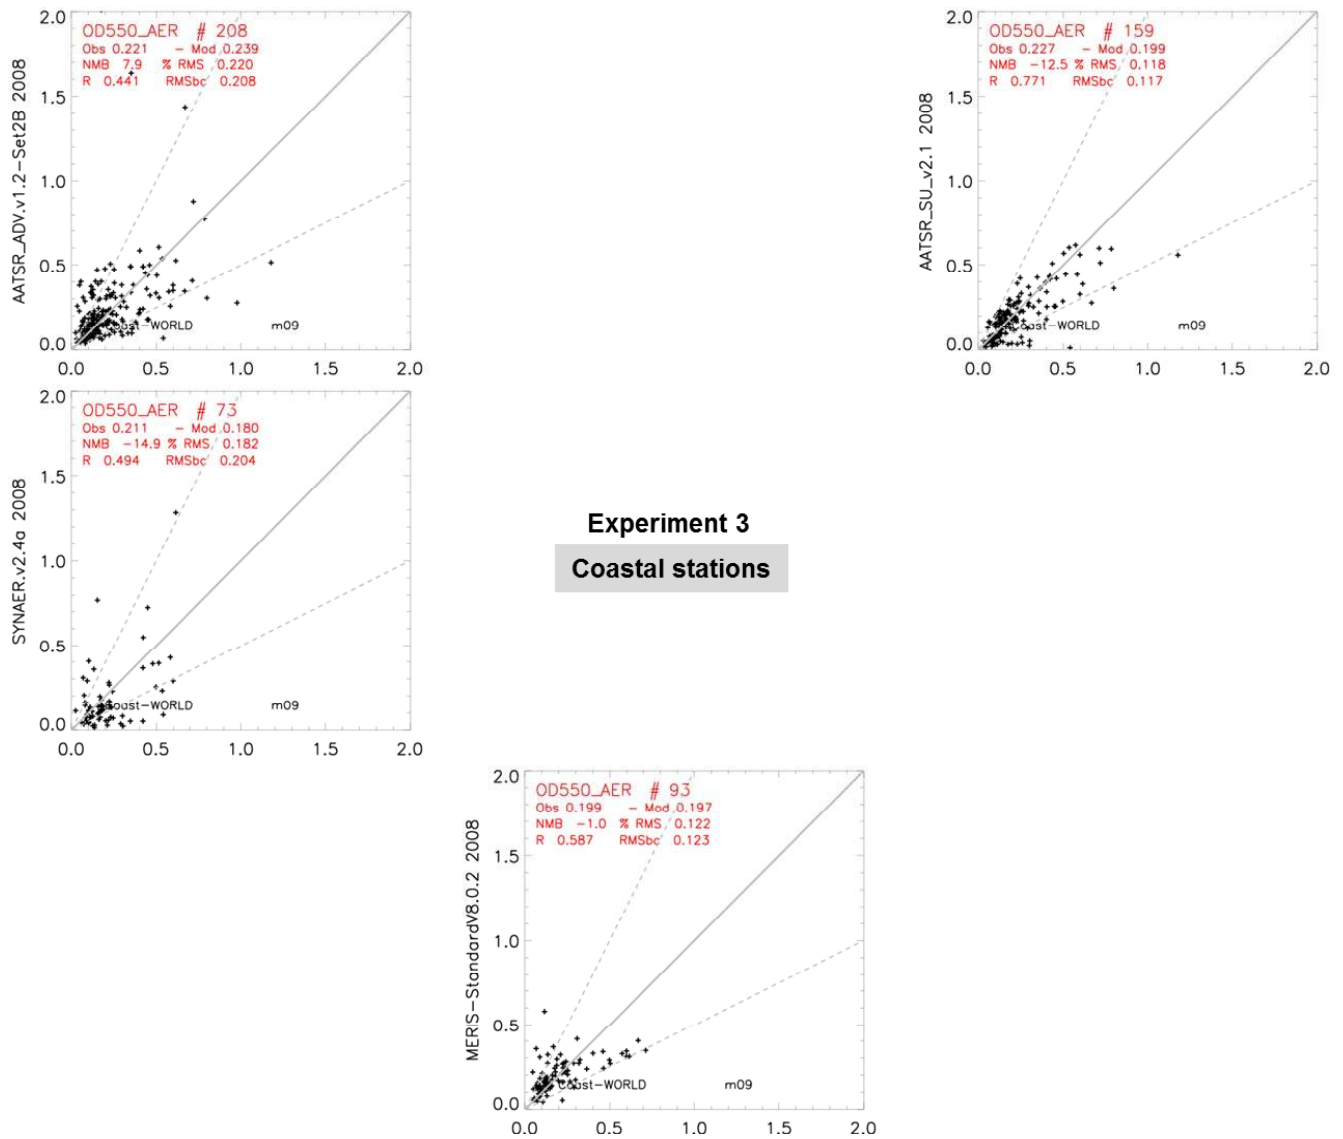 OD550_AER # 208
Obs 0.221 - Mod 0.239
NMB 7.9 % RMS 0.220
R 0.441 RMSbc 0.208
AATSR_ADV.v1.2-Set2B 2008
2.0
1.5
1.0
0.5
0.0
Coast-WORLD m09
0.0 0.5 1.0 1.5 2.0
OD550_AER # 159
Obs 0.227 - Mod 0.199
NMB -12.5 % RMS 0.118
R 0.771 RMSbc 0.117
AATSR_SU_v2.1 2008
2.0
1.5
1.0
0.5
0.0
Coast-WORLD m09
0.0 0.5 1.0 1.5 2.0
OD550_AER # 73
Obs 0.211 - Mod 0.180
NMB -14.9 % RMS 0.182
R 0.494 RMSbc 0.204
SYNAER.v2.4a 2008
2.0
1.5
1.0
0.5
0.0
Coast-WORLD m09
0.0 0.5 1.0 1.5 2.0
Experiment 3
Coastal stations
OD550_AER # 93
Obs 0.199 - Mod 0.197
NMB -1.0 % RMS 0.122
R 0.587 RMSbc 0.123
MERIS-StandardV8.0.2 2008
2.0
1.5
1.0
0.5
0.0
Coast-WORLD m09
0.0 0.5 1.0 1.5 2.0